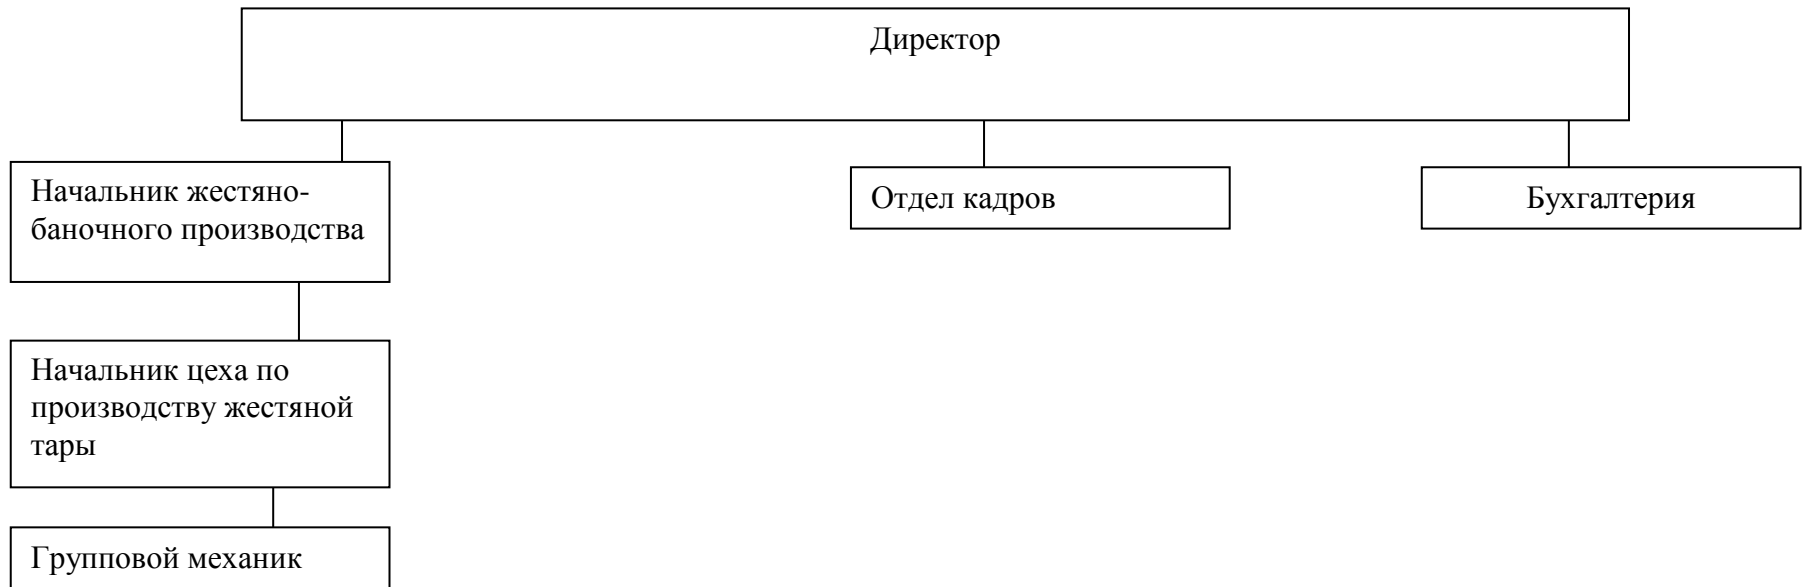 Директор
Начальник жестяно-
баночного производства
Отдел кадров
Бухгалтерия
Начальник цеха по
производству жестяной
тары
Групповой механик